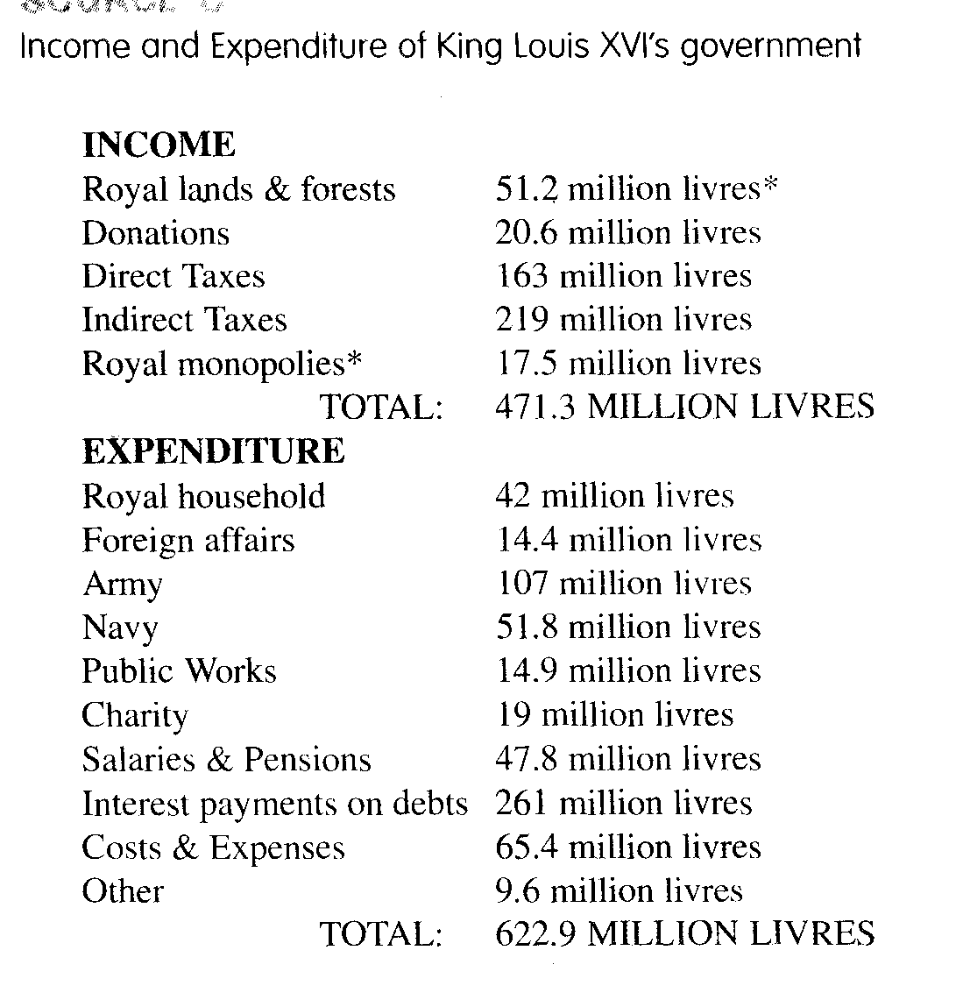 Income and Expenditure of King Louis XVI's government
INCOME
Royal lands & forests 51.2 million livres*
Donations 20.6 million livres
Direct Taxes 163 million livres
Indirect Taxes 219 million livres
Royal monopolies* 17.5 million livres
TOTAL: 471.3 MILLION LIVRES
EXPENDITURE
Royal household 42 million livres
Foreign affairs 14.4 million livres
Army 107 million livres
Navy 51.8 million livres
Public Works 14.9 million livres
Charity 19 million livres
Salaries & Pensions 47.8 million livres
Interest payments on debts 261 million livres
Costs & Expenses 65.4 million livres
Other 9.6 million livres
TOTAL: 622.9 MILLION LIVRES